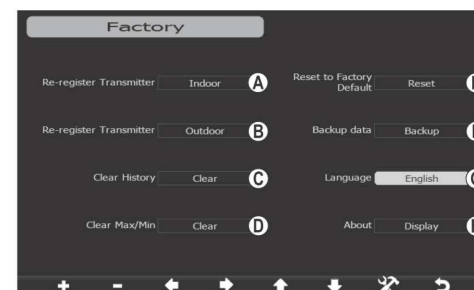 Factory
Re-register Transmitter Indoor A
Reset to Factory Default Reset
Re-register Transmitter Outdoor B
Backup data Backup
Clear History Clear C
Language English
Clear Max/Min Clear D
About Display